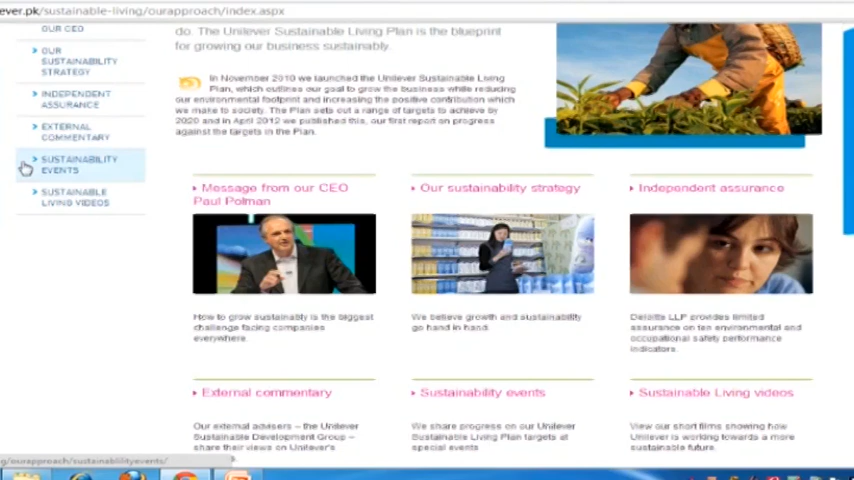 ever.pk/sustainable-living/ourapproach/index.aspx
OUR CEO
OUR
SUSTAINABILITY
STRATEGY
INDEPENDENT
ASSURANCE
EXTERNAL
COMMENTARY
SUSTAINABILITY
EVENTS
SUSTAINABLE
LIVING VIDEOS
do. The Unilever Sustainable Living Plan is the blueprint
for growing our business sustainably.
In November 2010 we launched the Unilever Sustainable Living
Plan, which outlines our goal to grow the business while reducing
our environmental footprint and increasing the positive contribution which
we make to society. The Plan sets out a range of targets to achieve by
2020 and in April 2012 we published this, our first report on progress
against the targets in the Plan.
Message from our CEO
Paul Polman
How to grow sustainably is the biggest
challenge facing companies
everywhere.
Our sustainability strategy
We believe growth and sustainability
go hand in hand.
Independent assurance
Deloitte LLP provides limited
assurance on ten environmental and
occupational safety performance
indicators.
External commentary
Our external advisers – the Unilever
Sustainable Development Group –
share their views on Unilever's
Sustainability events
We share progress on our Unilever
Sustainable Living Plan targets at
special events
Sustainable Living videos
View our short films showing how
Unilever is working towards a more
sustainable future.
g/ourapproach/sustainablilityevents/